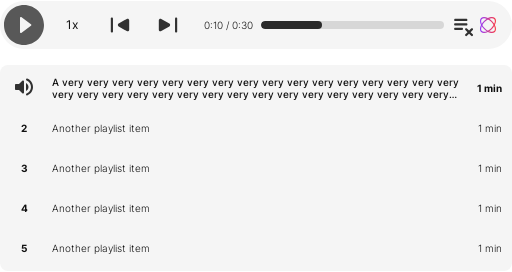 1x
0:10 / 0:30
A very very very very very very very very very very very very very very very very
very very very very very very very very very very very very very very very very...
1 min
2 Another playlist item 1 min
3 Another playlist item 1 min
4 Another playlist item 1 min
5 Another playlist item 1 min